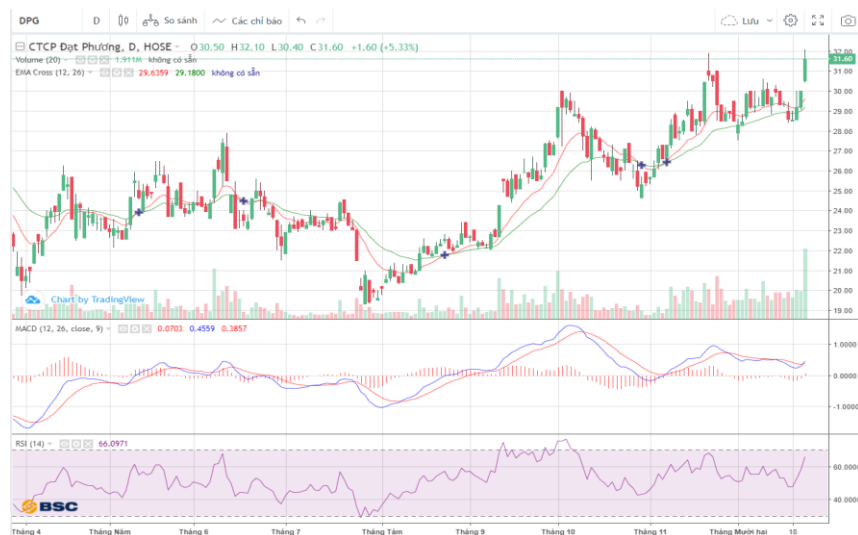 DPG D So sánh Các chỉ báo Lưu
CTCP Đạt Phương, D, HOSE O30.50 H32.10 L30.40 C31.60 +1.60 (+5.33%)
Volume (20) 1.911M không có sẵn
EMA Cross (12, 26) 29.6359 29.1800 không có sẵn
32.00
31.60
31.00
30.00
29.00
28.00
27.00
26.00
25.00
24.00
23.00
22.00
21.00
20.00
19.00
Chart by TradingView
MACD (12, 26, close, 9) 0.0703 0.4559 0.3857
1.0000
0.0000
-1.0000
RSI (14) 66.0971
60.0000
40.0000
BSC
Tháng 4 Tháng Năm Tháng 6 Tháng 7 Tháng Tám Tháng 9 Tháng 10 Tháng 11 Tháng Mười hai 10